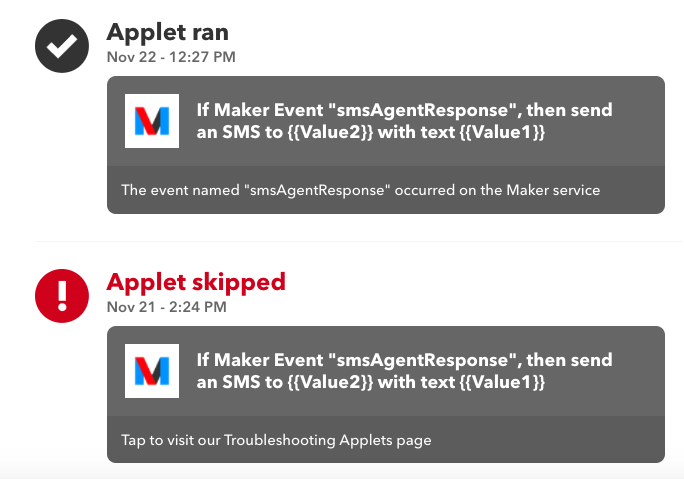 Applet ran
Nov 22 - 12:27 PM
If Maker Event "smsAgentResponse", then send
an SMS to {{Value2}} with text {{Value1}}
The event named "smsAgentResponse" occurred on the Maker service
Applet skipped
Nov 21 - 2:24 PM
If Maker Event "smsAgentResponse", then send
an SMS to {{Value2}} with text {{Value1}}
Tap to visit our Troubleshooting Applets page